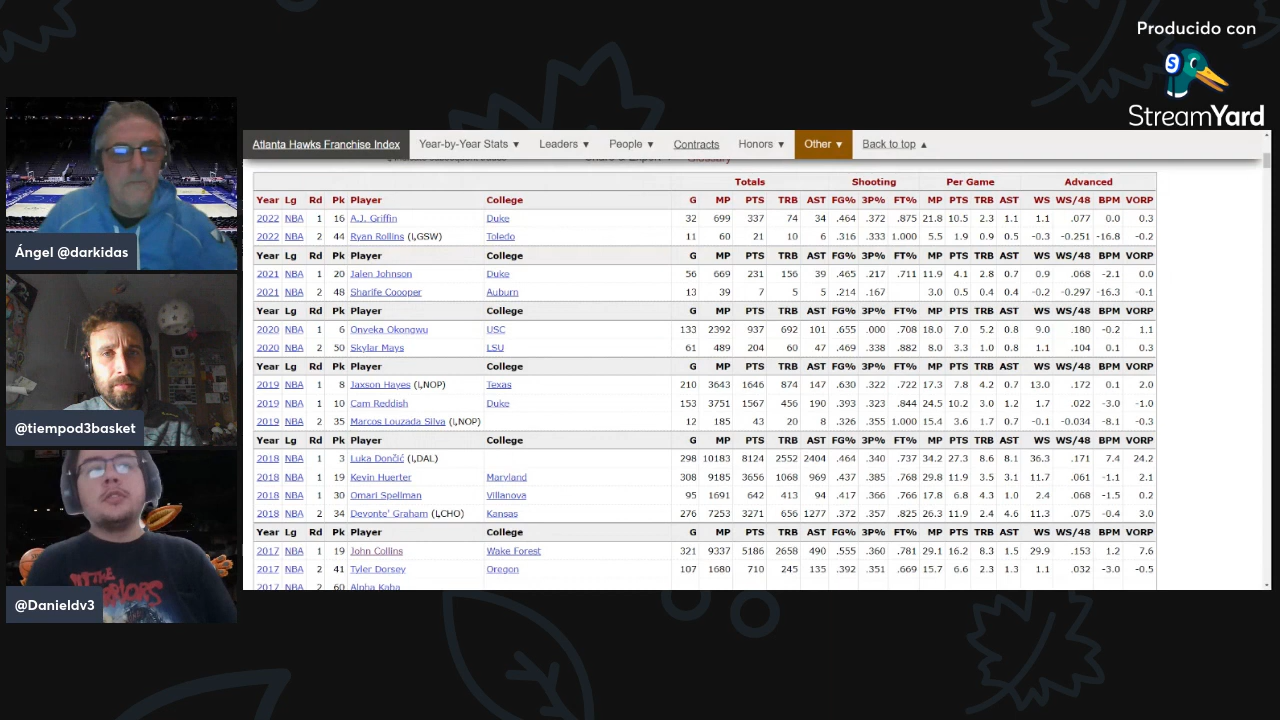 Producido con
StreamYard
Ángel @darkidas
@tiempod3basket
@Danieldv3
Atlanta Hawks Franchise Index Year-by-Year Stats ▼ Leaders ▼ People ▼ Contracts Honors ▼ Other ▼ Back to top ▲
Totals Shooting Per Game Advanced
Year Lg Rd Pk Player College G MP PTS TRB AST FG% 3P% FT% MP PTS TRB AST WS WS/48 BPM VORP
2022 NBA 1 16 A.J. Griffin Duke 32 699 337 74 34 .464 .372 .875 21.8 10.5 2.3 1.1 1.1 .077 0.0 0.3
2022 NBA 2 44 Ryan Rollins (I,GSW) Toledo 11 60 21 10 6 .316 .333 1.000 5.5 1.9 0.9 0.5 -0.3 -0.251 -16.8 -0.2
Year Lg Rd Pk Player College G MP PTS TRB AST FG% 3P% FT% MP PTS TRB AST WS WS/48 BPM VORP
2021 NBA 1 20 Jalen Johnson Duke 56 669 231 156 39 .465 .217 .711 11.9 4.1 2.8 0.7 0.9 .068 -2.1 0.0
2021 NBA 2 48 Sharife Coooper Auburn 13 39 7 5 5 .214 .167 3.0 0.5 0.4 0.4 -0.2 -0.297 -16.3 -0.1
Year Lg Rd Pk Player College G MP PTS TRB AST FG% 3P% FT% MP PTS TRB AST WS WS/48 BPM VORP
2020 NBA 1 6 Onyeka Okongwu USC 133 2392 937 692 101 .655 .000 .708 18.0 7.0 5.2 0.8 9.0 .180 -0.2 1.1
2020 NBA 2 50 Skylar Mays LSU 61 489 204 60 47 .469 .338 .882 8.0 3.3 1.0 0.8 1.1 .104 0.1 0.3
Year Lg Rd Pk Player College G MP PTS TRB AST FG% 3P% FT% MP PTS TRB AST WS WS/48 BPM VORP
2019 NBA 1 8 Jaxson Hayes (I,NOP) Texas 210 3643 1646 874 147 .630 .322 .722 17.3 7.8 4.2 0.7 13.0 .172 0.1 2.0
2019 NBA 1 10 Cam Reddish Duke 153 3751 1567 456 190 .393 .323 .844 24.5 10.2 3.0 1.2 1.7 .022 -3.0 -1.0
2019 NBA 2 35 Marcos Louzada Silva (I,NOP) 12 185 43 20 8 .326 .355 1.000 15.4 3.6 1.7 0.7 -0.1 -0.034 -8.1 -0.3
Year Lg Rd Pk Player College G MP PTS TRB AST FG% 3P% FT% MP PTS TRB AST WS WS/48 BPM VORP
2018 NBA 1 3 Luka Dončić (I,DAL) 298 10183 8124 2552 2404 .464 .340 .737 34.2 27.3 8.6 8.1 36.3 .171 7.4 24.2
2018 NBA 1 19 Kevin Huerter Maryland 308 9185 3656 1068 969 .437 .385 .768 29.8 11.9 3.5 3.1 11.7 .061 -1.1 2.1
2018 NBA 1 30 Omari Spellman Villanova 95 1691 642 413 94 .417 .366 .766 17.8 6.8 4.3 1.0 2.4 .068 -1.5 0.2
2018 NBA 2 34 Devonte' Graham (I,CHO) Kansas 276 7253 3271 656 1277 .372 .357 .825 26.3 11.9 2.4 4.6 11.3 .075 -0.4 3.0
Year Lg Rd Pk Player College G MP PTS TRB AST FG% 3P% FT% MP PTS TRB AST WS WS/48 BPM VORP
2017 NBA 1 19 John Collins Wake Forest 321 9337 5186 2658 490 .555 .360 .781 29.1 16.2 8.3 1.5 29.9 .153 1.2 7.6
2017 NBA 2 41 Tyler Dorsey Oregon 107 1680 710 245 135 .392 .351 .669 15.7 6.6 2.3 1.3 1.1 .032 -3.0 -0.5
2017 NBA 2 60 Alpha Kaba